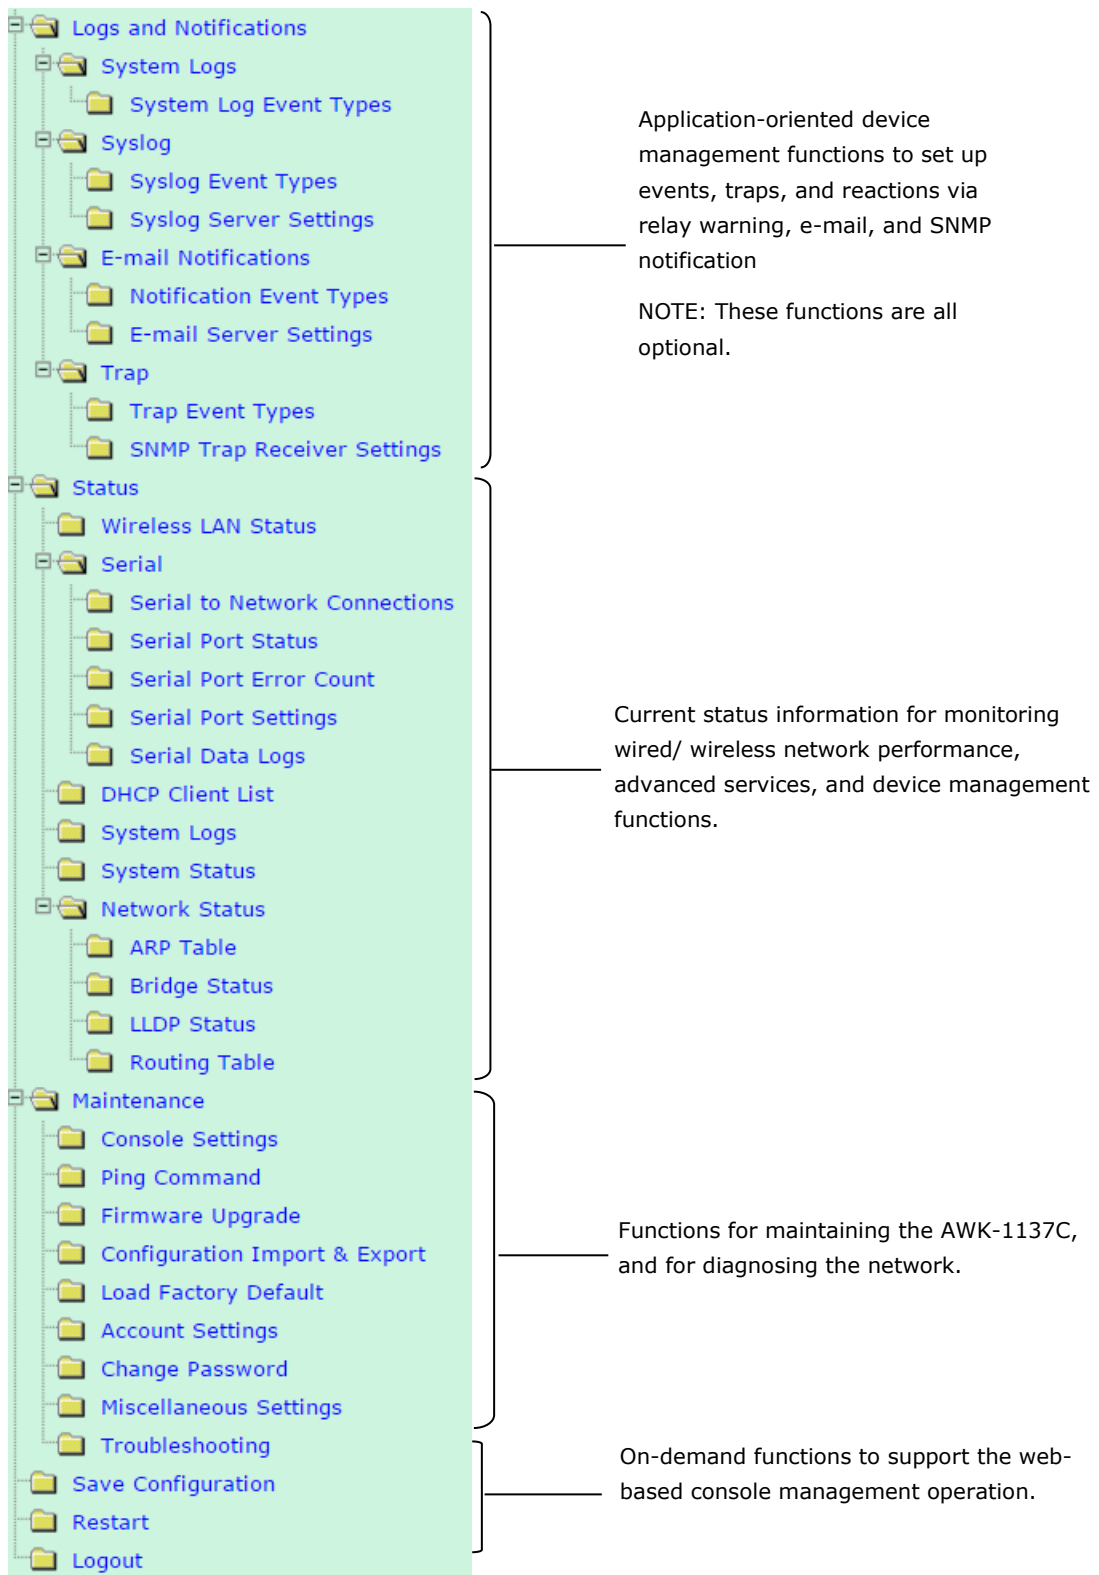 Logs and Notifications
System Logs
System Log Event Types
Syslog
Syslog Event Types
Syslog Server Settings
E-mail Notifications
Notification Event Types
E-mail Server Settings
Trap
Trap Event Types
SNMP Trap Receiver Settings
Application-oriented device
management functions to set up
events, traps, and reactions via
relay warning, e-mail, and SNMP
notification
NOTE: These functions are all
optional.
Status
Wireless LAN Status
Serial
Serial to Network Connections
Serial Port Status
Serial Port Error Count
Serial Port Settings
Serial Data Logs
DHCP Client List
System Logs
System Status
Network Status
ARP Table
Bridge Status
LLDP Status
Routing Table
Current status information for monitoring
wired/ wireless network performance,
advanced services, and device management
functions.
Maintenance
Console Settings
Ping Command
Firmware Upgrade
Configuration Import & Export
Load Factory Default
Account Settings
Change Password
Miscellaneous Settings
Troubleshooting
Functions for maintaining the AWK-1137C,
and for diagnosing the network.
Save Configuration
Restart
Logout
On-demand functions to support the web-
based console management operation.